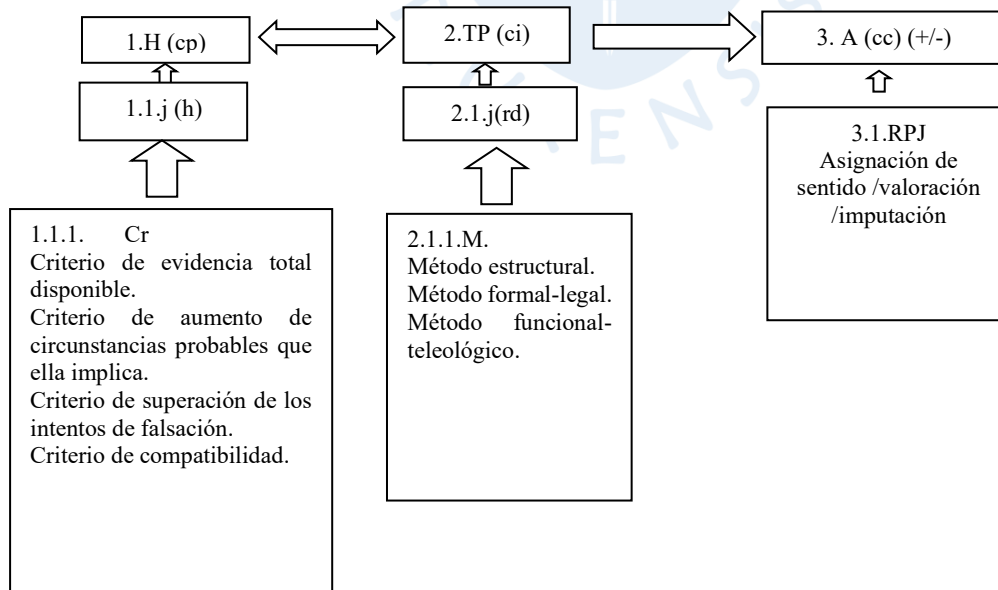 1.H (cp)
2.TP (ci)
3. A (cc) (+/-)
1.1.j (h)
2.1.j(rd)
3.1.RPJ
Asignación de
sentido /valoración
/imputación
1.1.1. Cr
Criterio de evidencia total
disponible.
Criterio de aumento de
circunstancias probables que
ella implica.
Criterio de superación de los
intentos de falsación.
Criterio de compatibilidad.
2.1.1.M.
Método estructural.
Método formal-legal.
Método funcional-
teleológico.